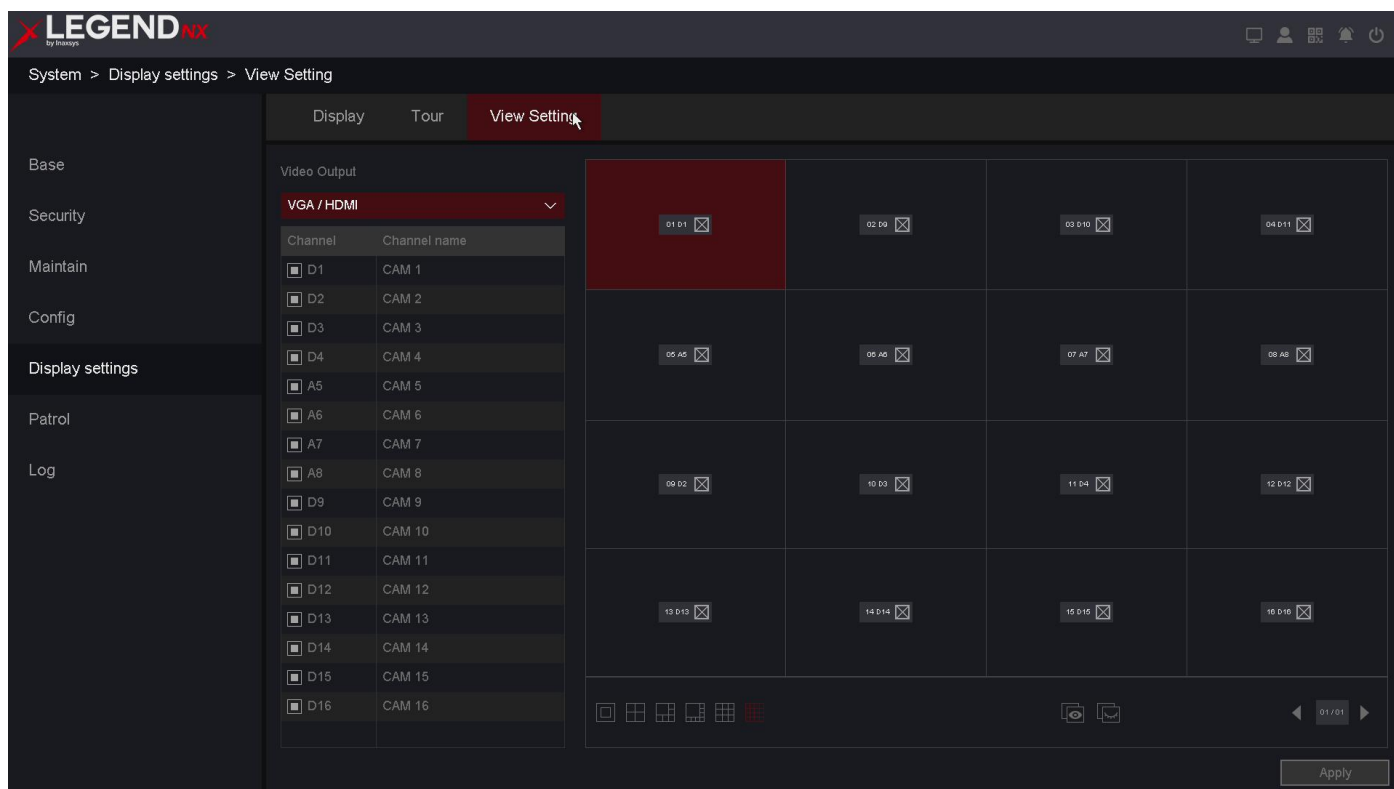 X LEGEND NX
by Inaxsys
System > Display settings > View Setting
Display Tour View Setting
Base
Security
Maintain
Config
Display settings
Patrol
Log
Video Output
VGA / HDMI
Channel Channel name
D1 CAM 1
D2 CAM 2
D3 CAM 3
D4 CAM 4
A5 CAM 5
A6 CAM 6
A7 CAM 7
A8 CAM 8
D9 CAM 9
D10 CAM 10
D11 CAM 11
D12 CAM 12
D13 CAM 13
D14 CAM 14
D15 CAM 15
D16 CAM 16
01 D1 02 D9 03 D10 04 D11
05 A5 06 A6 07 A7 08 A8
09 D2 10 D3 11 D4 12 D12
13 D13 14 D14 15 D15 16 D16
01/01
Apply